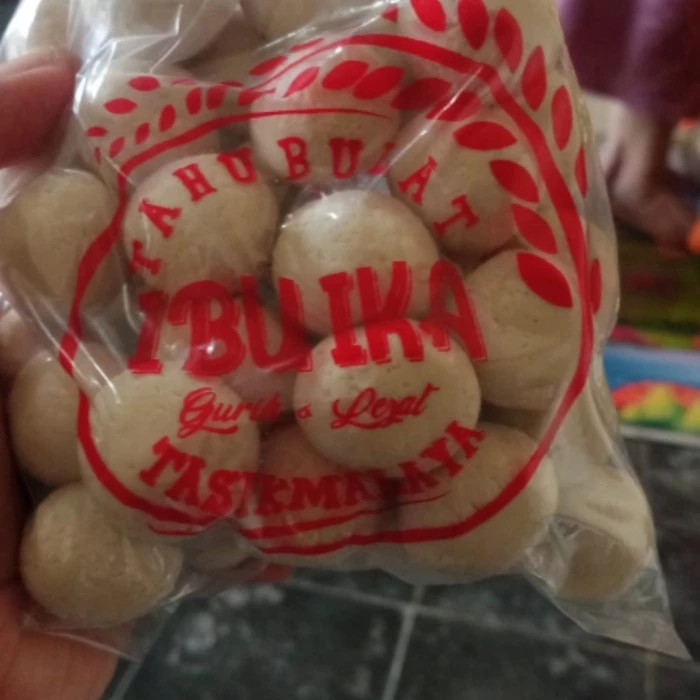 TAHU BULAT
IBU IKA
Gurih & Lezat
TASIKMALAYA